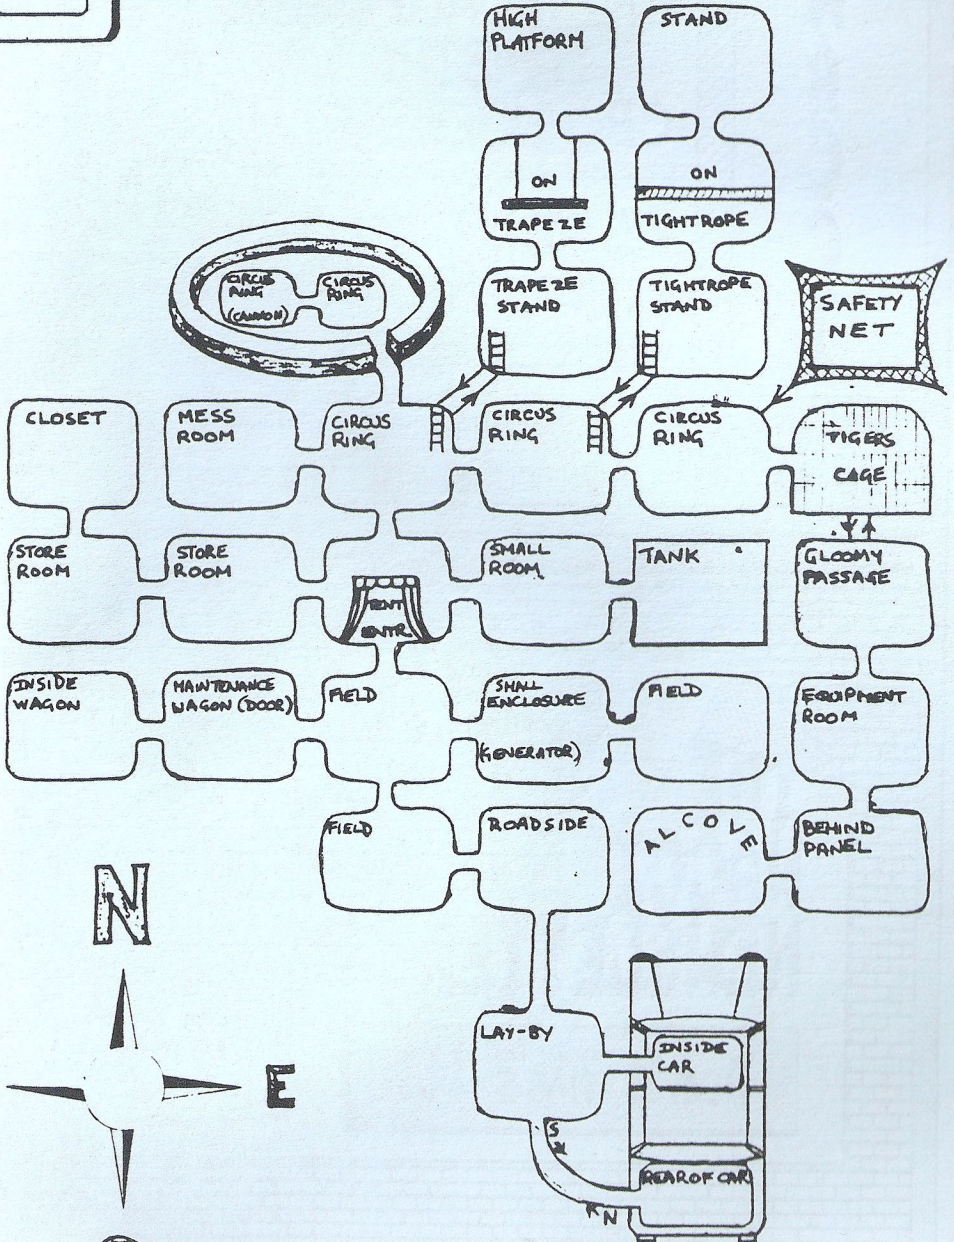 HIGH
PLATFORM
STAND
ON
TRAPEZE
ON
TIGHTROPE
CIRCUS
RING
(CANNON)
CIRCUS
RING
TRAPEZE
STAND
TIGHTROPE
STAND
SAFETY
NET
CLOSET
MESS
ROOM
CIRCUS
RING
CIRCUS
RING
CIRCUS
RING
TIGERS
CAGE
STORE
ROOM
STORE
ROOM
TENT
ENTR.
SMALL
ROOM
TANK
GLOOMY
PASSAGE
INSIDE
WAGON
MAINTENANCE
WAGON (DOOR)
FIELD
SMALL
ENCLOSURE
(GENERATOR)
FIELD
EQUIPMENT
ROOM
FIELD
ROADSIDE
ALCOVE
BEHIND
PANEL
N
E
LAY-BY
INSIDE
CAR
S
REAR OF CAR
N